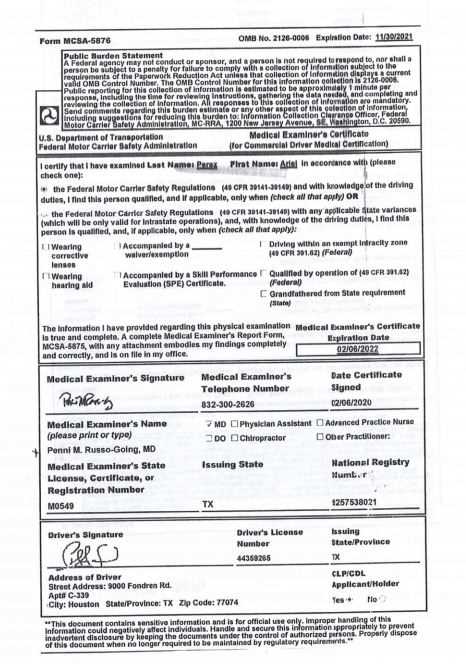 Form MCSA-5876 OMB No. 2126-0006 Expiration Date: 11/30/2021
Public Burden Statement
A Federal agency may not conduct or sponsor, and a person is not required to respond to, nor shall a
person be subject to a penalty for failure to comply with a collection of information subject to the
requirements of the Paperwork Reduction Act unless that collection of information displays a current
valid OMB Control Number. The OMB Control Number for this information collection is 2126-0006.
Public reporting for this collection of information is estimated to be approximately 1 minute per
response, including the time for reviewing instructions, gathering the data needed, and completing and
reviewing the collection of information. All responses to this collection of information are mandatory.
Send comments regarding this burden estimate or any other aspect of this collection of information,
including suggestions for reducing this burden to: Information Collection Clearance Officer, Federal
Motor Carrier Safety Administration, MC-RRA, 1200 New Jersey Avenue, SE, Washington, D.C. 20590.
U.S. Department of Transportation
Federal Motor Carrier Safety Administration
Medical Examiner's Certificate
(for Commercial Driver Medical Certification)
I certify that I have examined Last Name: Perez First Name: Ariel in accordance with (please
check one):
the Federal Motor Carrier Safety Regulations (49 CFR 39141-39149) and with knowledge of the driving
duties, I find this person qualified, and if applicable, only when (check all that apply) OR
the Federal Motor Carrier Safety Regulations (49 CFR 39141-39149) with any applicable State variances
(which will be only valid for intrastate operations), and, with knowledge of the driving duties, I find this
person is qualified, and, if applicable, only when (check all that apply):
Wearing corrective lenses
Accompanied by a ______ waiver/exemption
Driving within an exempt intracity zone (49 CFR 391.62) (Federal)
Wearing hearing aid
Accompanied by a Skill Performance Evaluation (SPE) Certificate.
Qualified by operation of (49 CFR 391.62) (Federal)
Grandfathered from State requirement (State)
The information I have provided regarding this physical examination
is true and complete. A complete Medical Examiner's Report Form,
MCSA-5875, with any attachment embodies my findings completely
and correctly, and is on file in my office.
Medical Examiner's Certificate
Expiration Date
02/06/2022
Medical Examiner's Signature
Medical Examiner's Telephone Number
832-300-2626
Date Certificate Signed
02/06/2020
Medical Examiner's Name
(please print or type)
Penni M. Russo-Going, MD
MD Physician Assistant Advanced Practice Nurse
DO Chiropractor Other Practitioner:
Medical Examiner's State
License, Certificate, or
Registration Number
M0549
Issuing State
TX
National Registry
Number
1257538021
Driver's Signature
Driver's License Number
44359265
Issuing State/Province
TX
Address of Driver
Street Address: 9000 Fondren Rd.
Apt# C-339
City: Houston State/Province: TX Zip Code: 77074
CLP/CDL
Applicant/Holder
Yes No
**This document contains sensitive information and is for official use only. Improper handling of this
information could negatively affect individuals. Handle and secure this information appropriately to prevent
inadvertent disclosure by keeping the documents under the control of authorized persons. Properly dispose
of this document when no longer required to be maintained by regulatory requirements.**